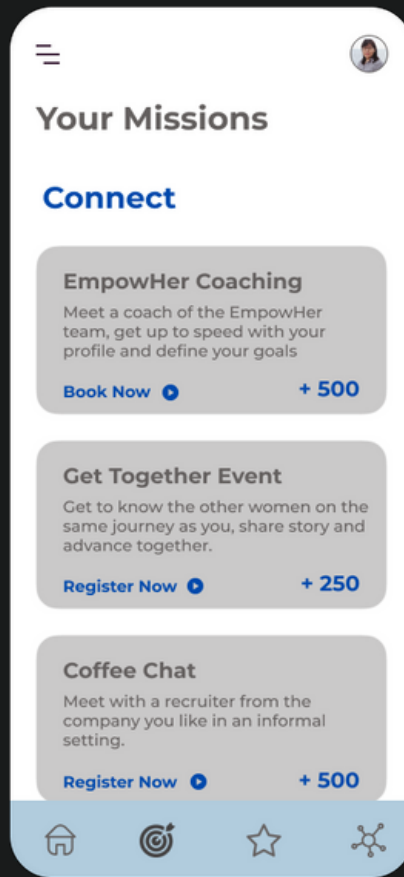 Your Missions
Connect
EmpowHer Coaching
Meet a coach of the EmpowHer
team, get up to speed with your
profile and define your goals
Book Now
+ 500
Get Together Event
Get to know the other women on the
same journey as you, share story and
advance together.
Register Now
+ 250
Coffee Chat
Meet with a recruiter from the
company you like in an informal
setting.
Register Now
+ 500